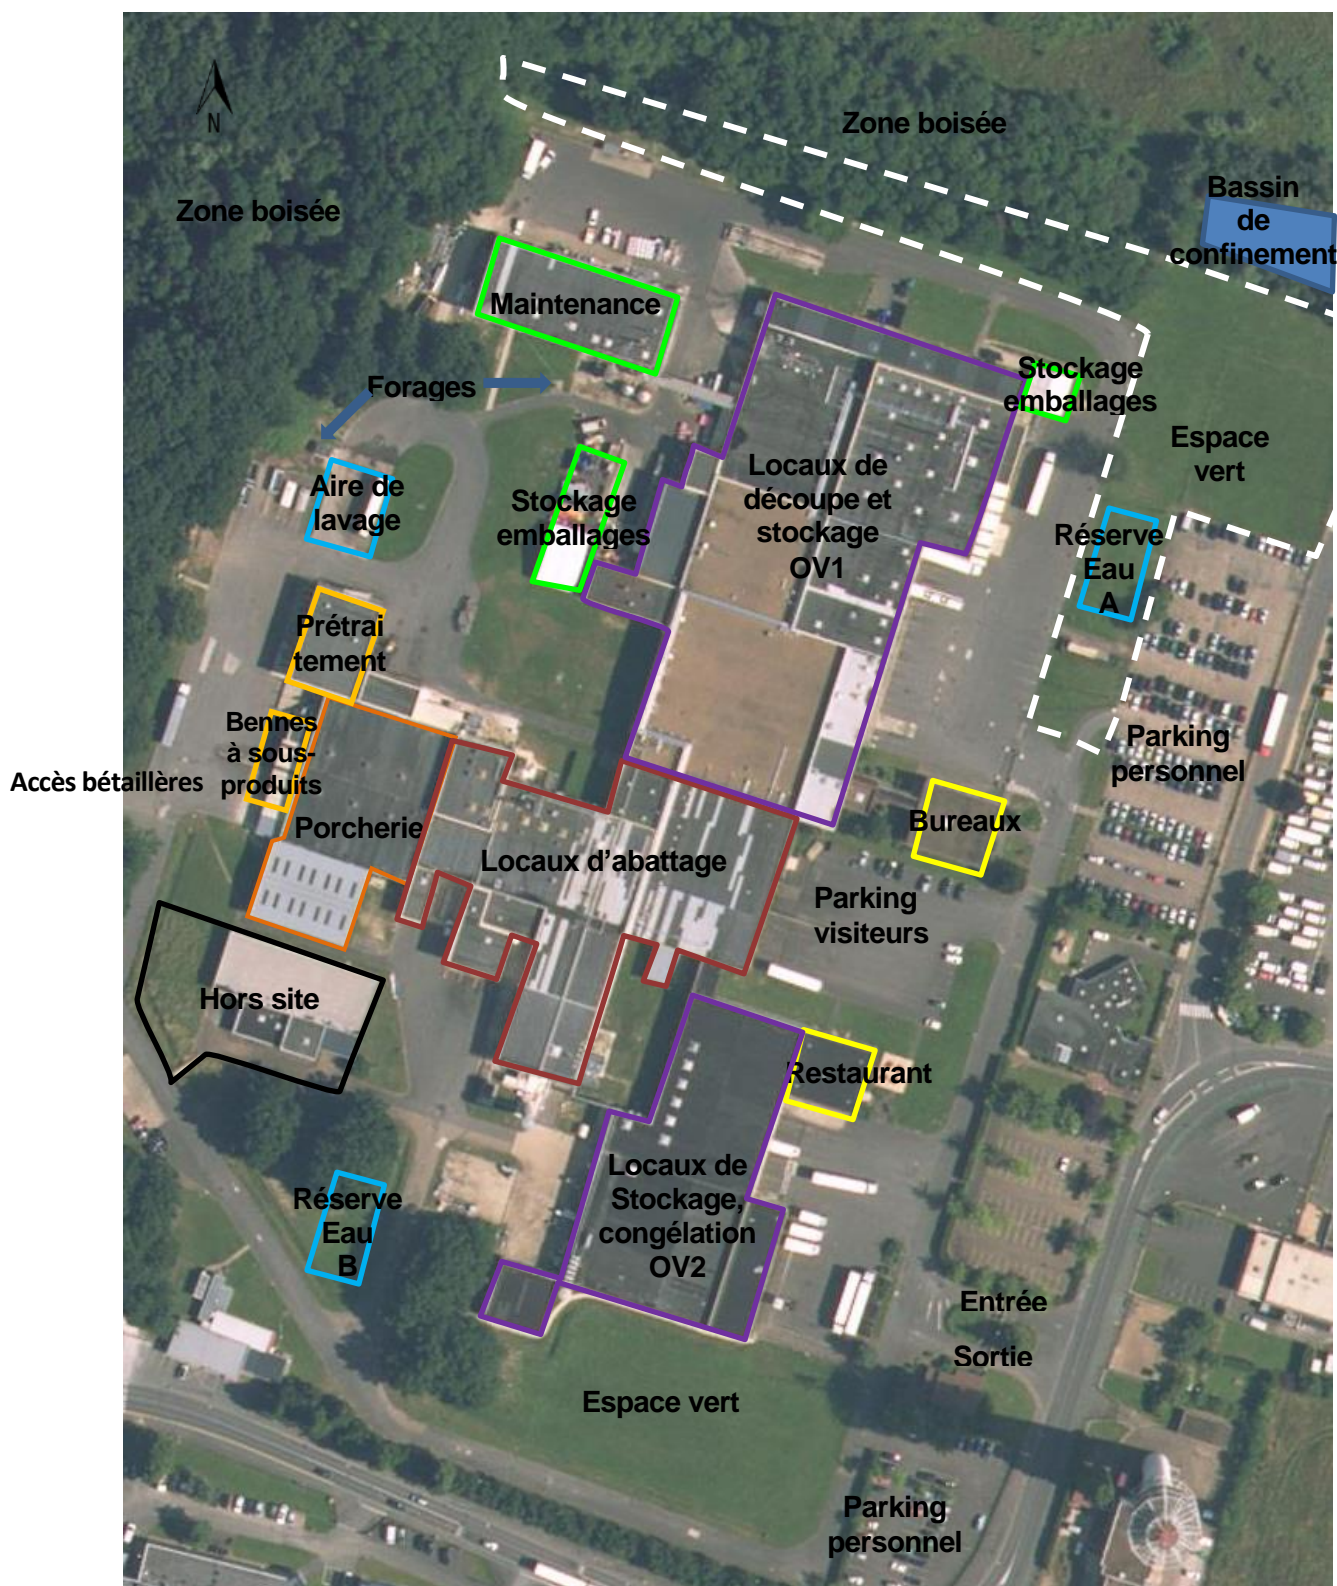 N
Zone boisée
Zone boisée
Bassin
de
confinement
Maintenance
Forages
Stockage
emballages
Espace
vert
Aire de
lavage
Stockage
emballages
Locaux de
découpe et
stockage
OV1
Réserve
Eau
A
Prétrai
tement
Bennes
à sous-
produits
Accès bétaillères
Parking
personnel
Porcherie
Locaux d’abattage
Bureaux
Parking
visiteurs
Hors site
Restaurant
Locaux de
Stockage,
congélation
OV2
Réserve
Eau
B
Entrée
Sortie
Espace vert
Parking
personnel